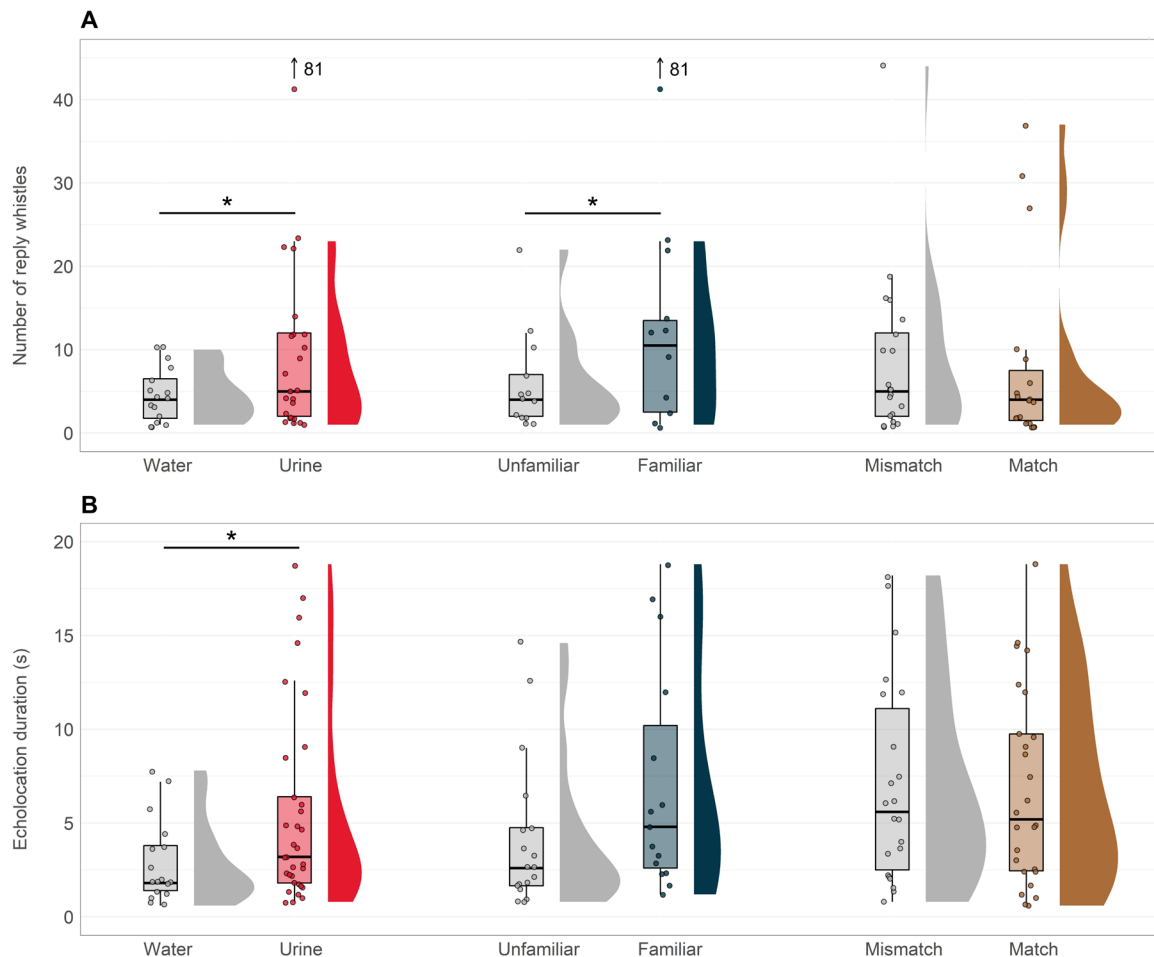 A
↑ 81 ↑ 81
Number of reply whistles
40
30
20
10
0
* *
Water Urine Unfamiliar Familiar Mismatch Match
B
Echolocation duration (s)
20
15
10
5
0
*
Water Urine Unfamiliar Familiar Mismatch Match